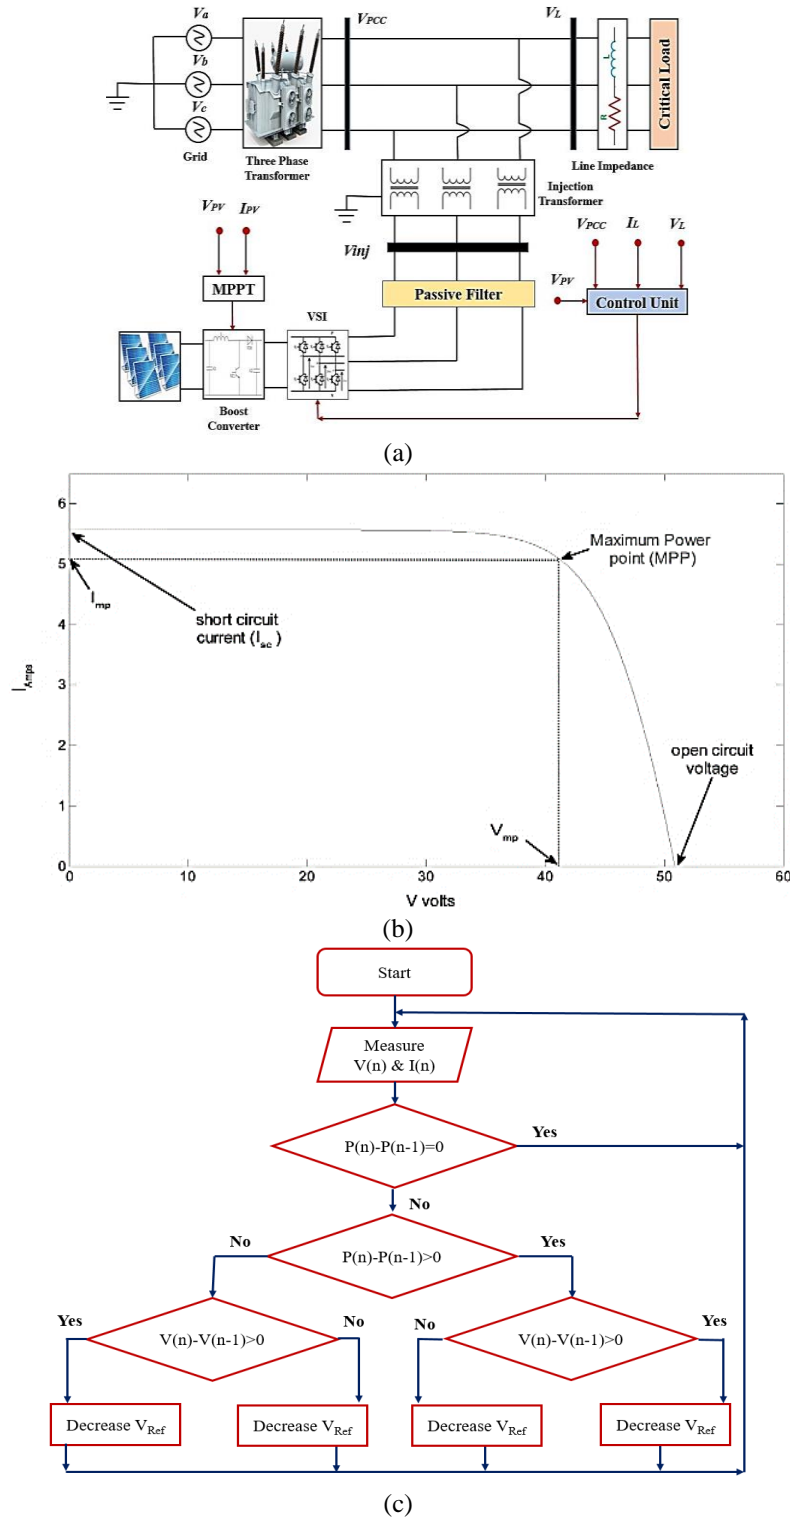 Va
VPCC
VL
Vb
Vc
Grid
Three Phase
Transformer
L
R
Critical Load
Line Impedance
Injection
Transformer
VPV
IPV
Vinj
VPCC
IL
VL
MPPT
Passive Filter
VPV
Control Unit
VSI
Boost
Converter
(a)
6
5
4
3
2
1
0
I Amps
Maximum Power
point (MPP)
Imp
short circuit
current (Isc)
open circuit
voltage
Vmp
0
10
20
30
40
50
60
V volts
(b)
Start
Measure
V(n) & I(n)
P(n)-P(n-1)=0
Yes
No
P(n)-P(n-1)>0
No
Yes
Yes
V(n)-V(n-1)>0
No
No
V(n)-V(n-1)>0
Yes
Decrease VRef
Decrease VRef
Decrease VRef
Decrease VRef
(c)